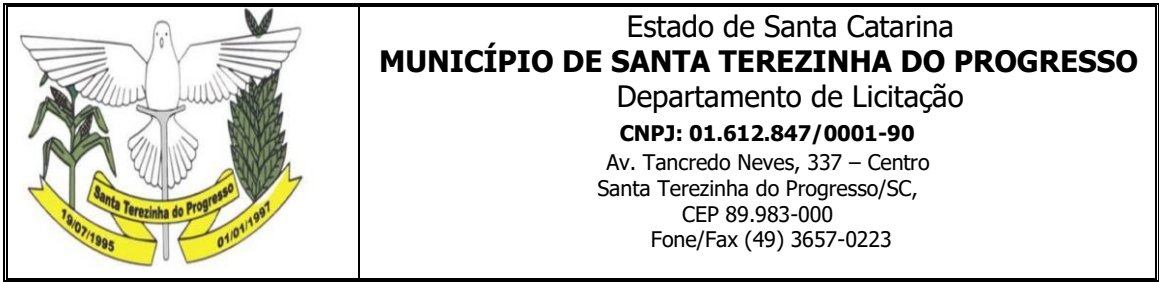 Santa Terezinha do Progresso
19/07/1995
01/01/1997
Estado de Santa Catarina
MUNICÍPIO DE SANTA TEREZINHA DO PROGRESSO
Departamento de Licitação
CNPJ: 01.612.847/0001-90
Av. Tancredo Neves, 337 – Centro
Santa Terezinha do Progresso/SC,
CEP 89.983-000
Fone/Fax (49) 3657-0223